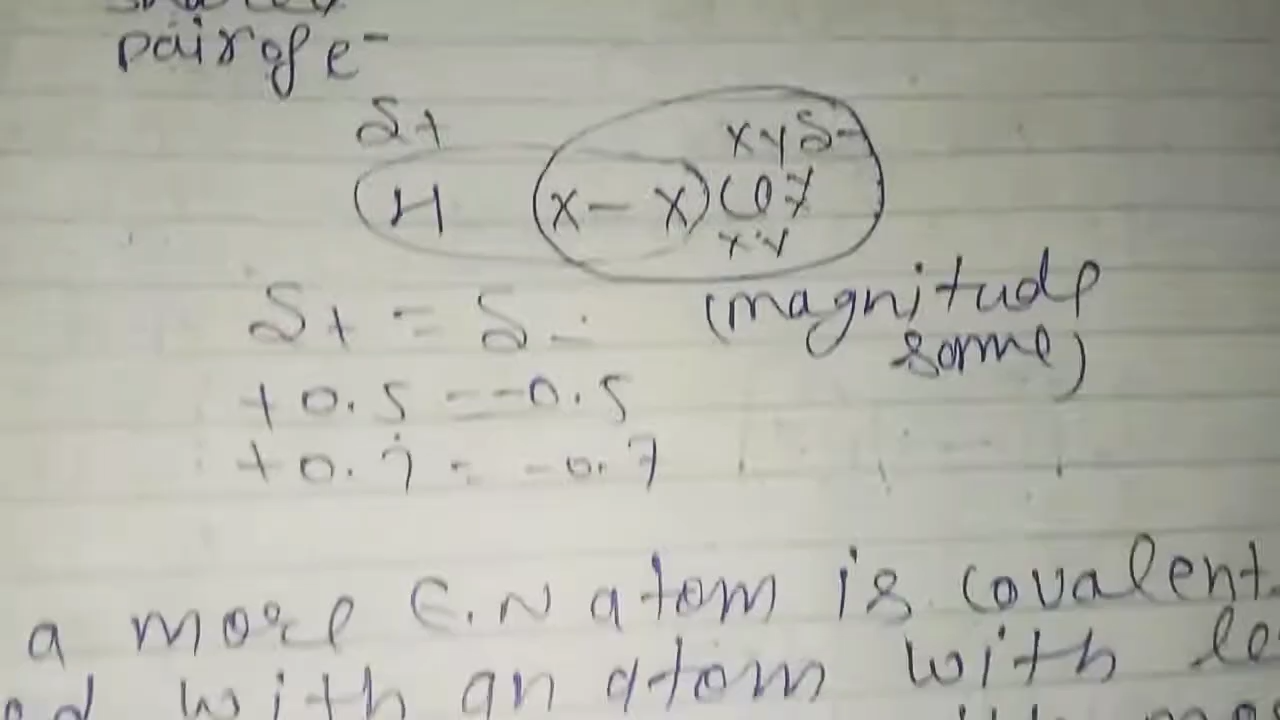 pair of e⁻
δ+
x y δ-
H x – x Cl x
x x y
δ+ = δ-
(magnitude
same)
+0.5 = -0.5
+0.7 = -0.7
a more E.N atom is covalent
with an atom with